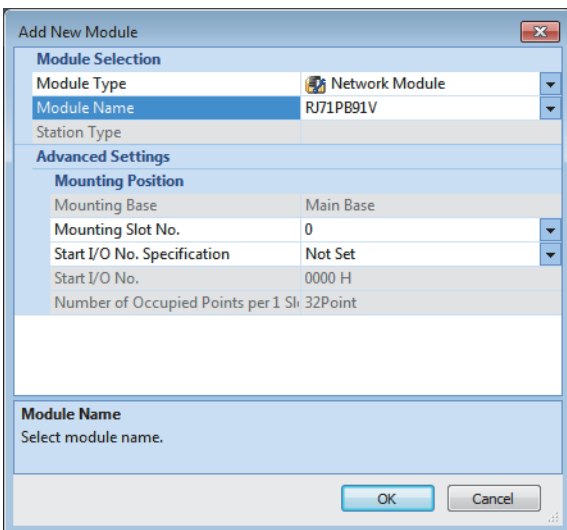 Add New Module
Module Selection
Module Type Network Module
Module Name RJ71PB91V
Station Type
Advanced Settings
Mounting Position
Mounting Base Main Base
Mounting Slot No. 0
Start I/O No. Specification Not Set
Start I/O No. 0000 H
Number of Occupied Points per 1 Sl 32Point
Module Name
Select module name.
OK Cancel